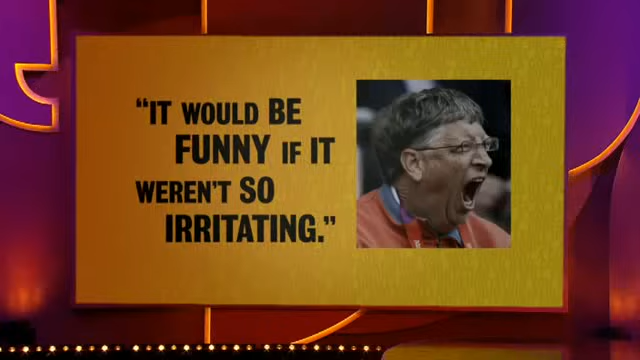 “IT WOULD BE
FUNNY IF IT
WEREN’T SO
IRRITATING.”